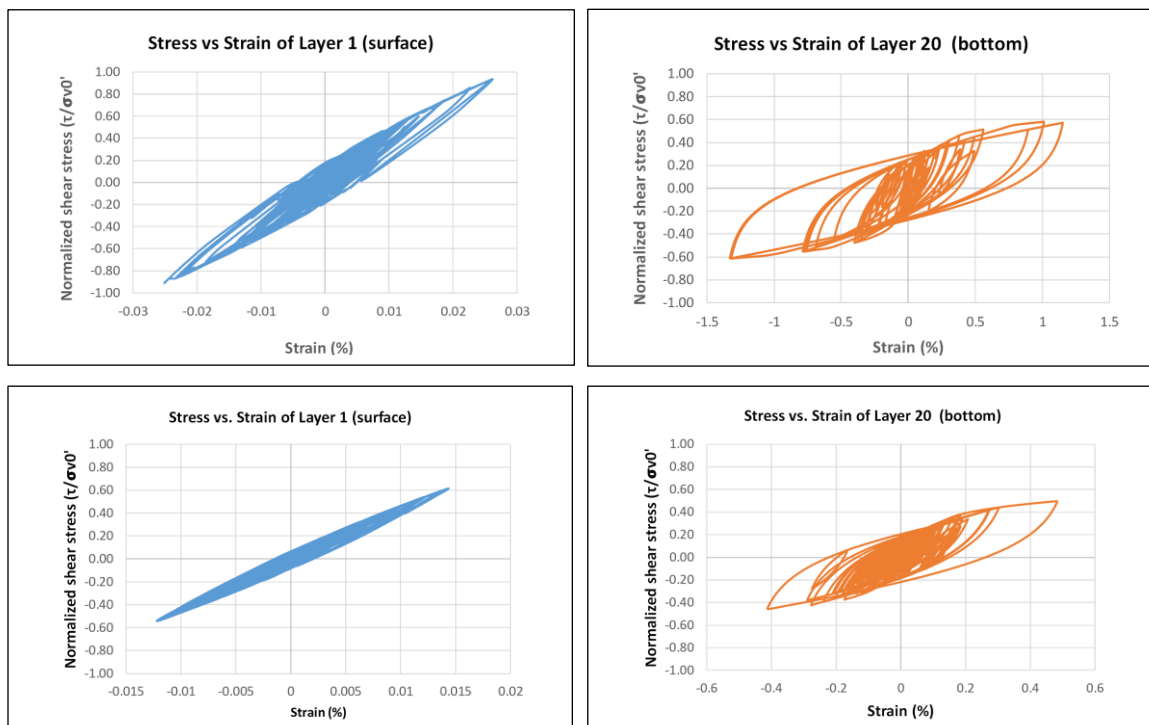 Stress vs Strain of Layer 1 (surface)
Normalized shear stress (τ/σv0'
1.00
0.80
0.60
0.40
0.20
0.00
-0.20
-0.40
-0.60
-0.80
-1.00
-0.03 -0.02 -0.01 0 0.01 0.02 0.03
Strain (%)
Stress vs Strain of Layer 20 (bottom)
Normalized shear stress (τ/σv0'
1.00
0.80
0.60
0.40
0.20
0.00
-0.20
-0.40
-0.60
-0.80
-1.00
-1.5 -1 -0.5 0 0.5 1 1.5
Strain (%)
Stress vs. Strain of Layer 1 (surface)
Normalized shear stress (τ/σv0'
1.00
0.80
0.60
0.40
0.20
0.00
-0.20
-0.40
-0.60
-0.80
-1.00
-0.015 -0.01 -0.005 0 0.005 0.01 0.015 0.02
Strain (%)
Stress vs. Strain of Layer 20 (bottom)
Normalized shear stress (τ/σv0'
1.00
0.80
0.60
0.40
0.20
0.00
-0.20
-0.40
-0.60
-0.80
-1.00
-0.6 -0.4 -0.2 0 0.2 0.4 0.6
Strain (%)